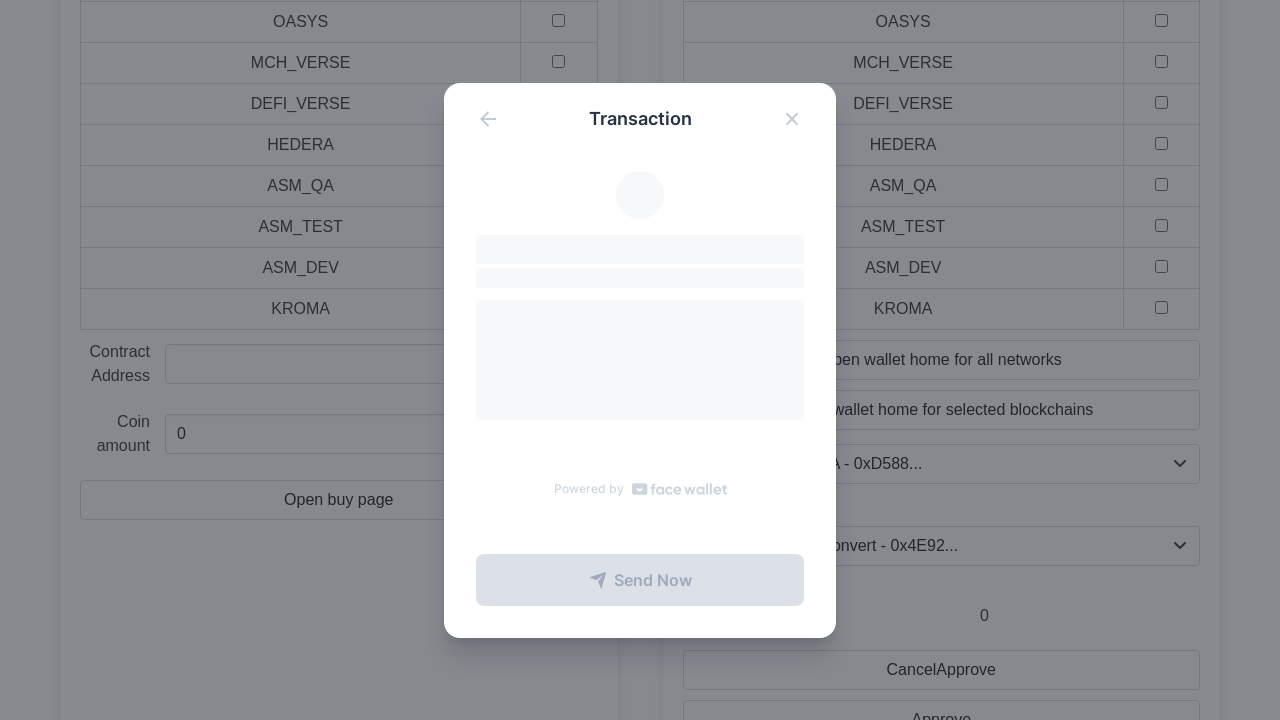 OASYS
MCH_VERSE
DEFI_VERSE
HEDERA
ASM_QA
ASM_TEST
ASM_DEV
KROMA
Contract
Address
Coin
amount
0
Open buy page
Transaction
Powered by face wallet
Send Now
OASYS
MCH_VERSE
DEFI_VERSE
HEDERA
ASM_QA
ASM_TEST
ASM_DEV
KROMA
wallet home for all networks
wallet home for selected blockchains
- 0xD588...
- 0x4E92...
0
CancelApprove
Approve